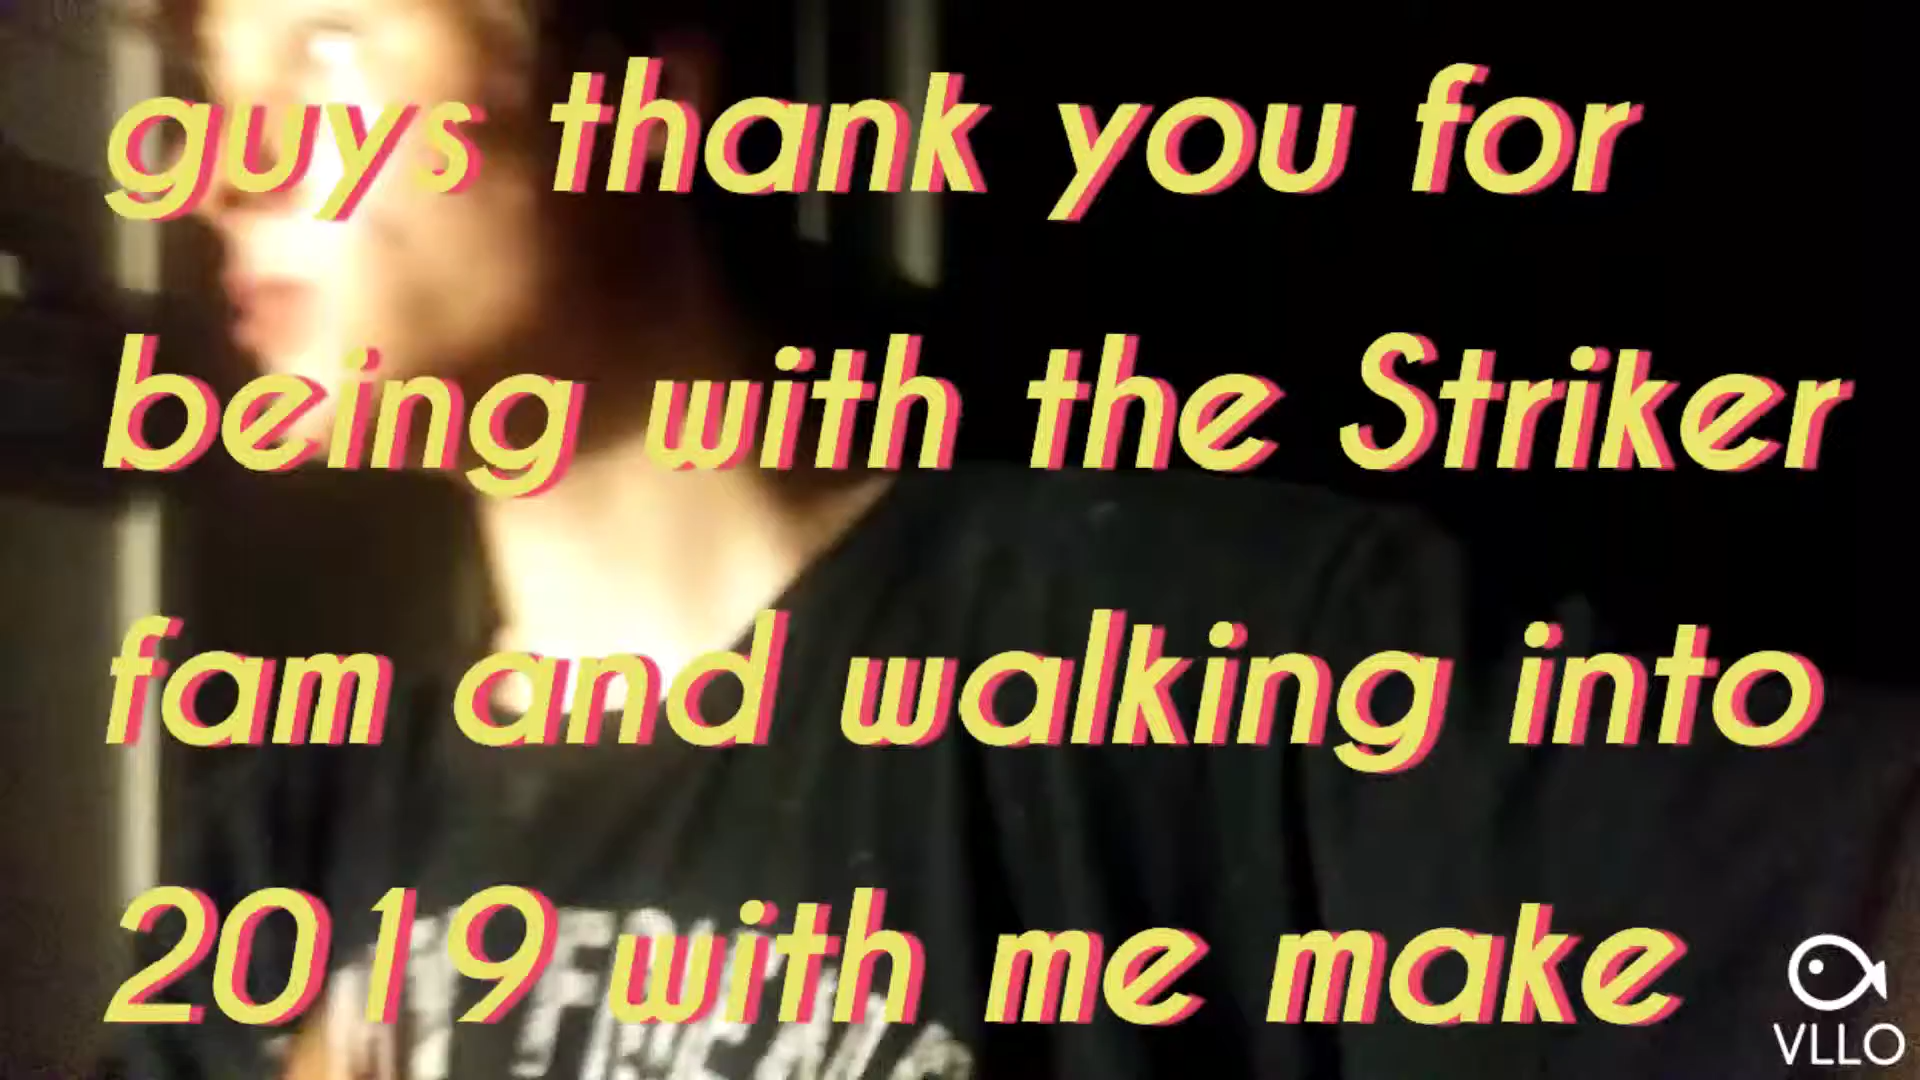 guys thank you for
being with the Striker
fam and walking into
2019 with me make
VLLO